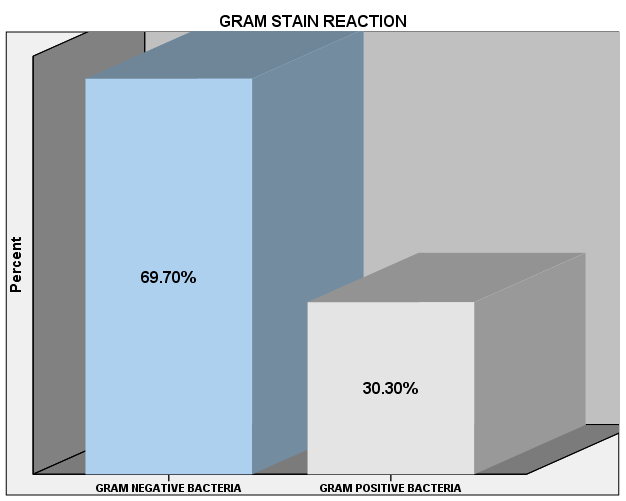 GRAM STAIN REACTION
Percent
69.70%
30.30%
GRAM NEGATIVE BACTERIA
GRAM POSITIVE BACTERIA